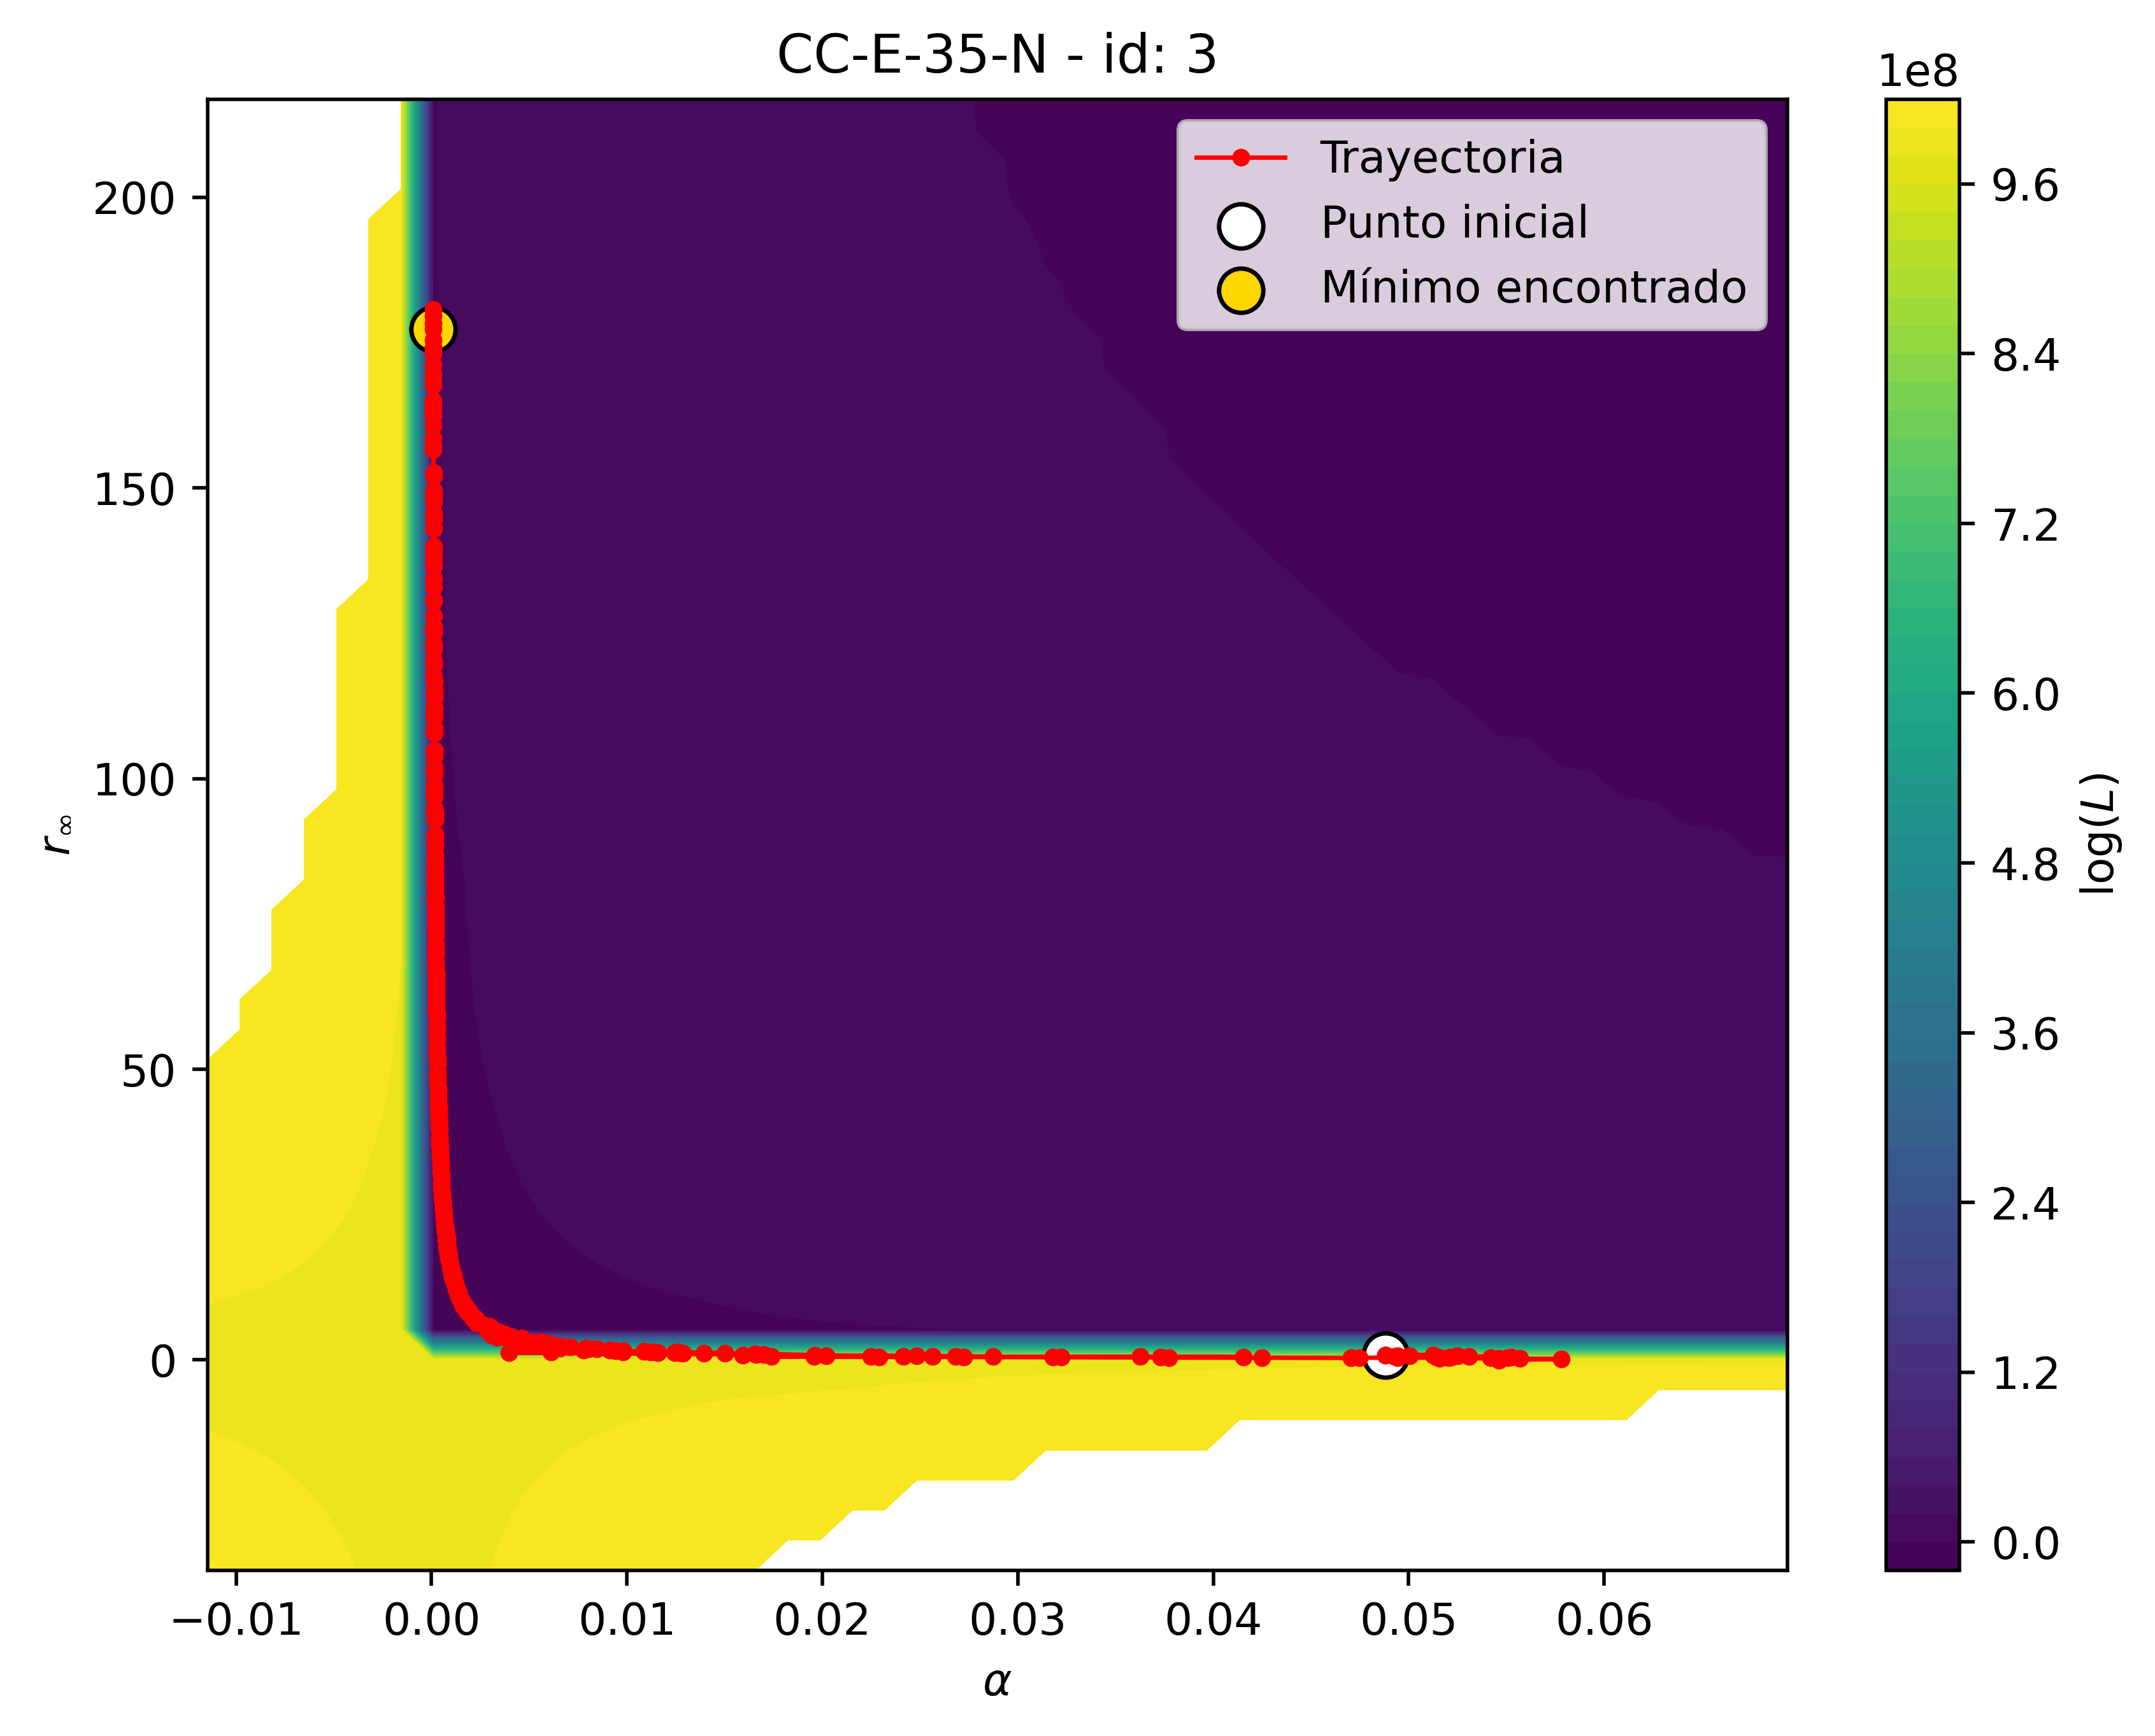 CC-E-35-N - id: 3
1e8
Trayectoria
Punto inicial
Mínimo encontrado
200
150
100
50
0
r∞
−0.01
0.00
0.01
0.02
0.03
0.04
0.05
0.06
α
9.6
8.4
7.2
6.0
4.8
3.6
2.4
1.2
0.0
log(L)